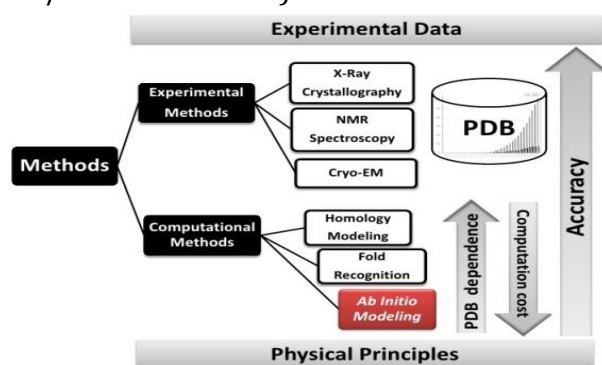 Experimental Data
X-Ray
Crystallography
Experimental
Methods
NMR
Spectroscopy
PDB
Methods
Cryo-EM
Computational
Methods
Homology
Modeling
Fold
Recognition
Ab Initio
Modeling
PDB dependence
Computation cost
Accuracy
Physical Principles